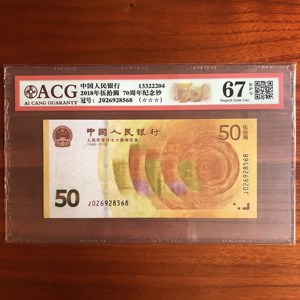 ACG
AI CANG GUARANTY
中国人民银行 13322204
2018年伍拾圆 70周年纪念钞
冠号: J026928568 (☆☆☆)
67
Superb Gem Unc
中国人民银行
人民币发行七十周年纪念
1948-2018
50
50
J026928568